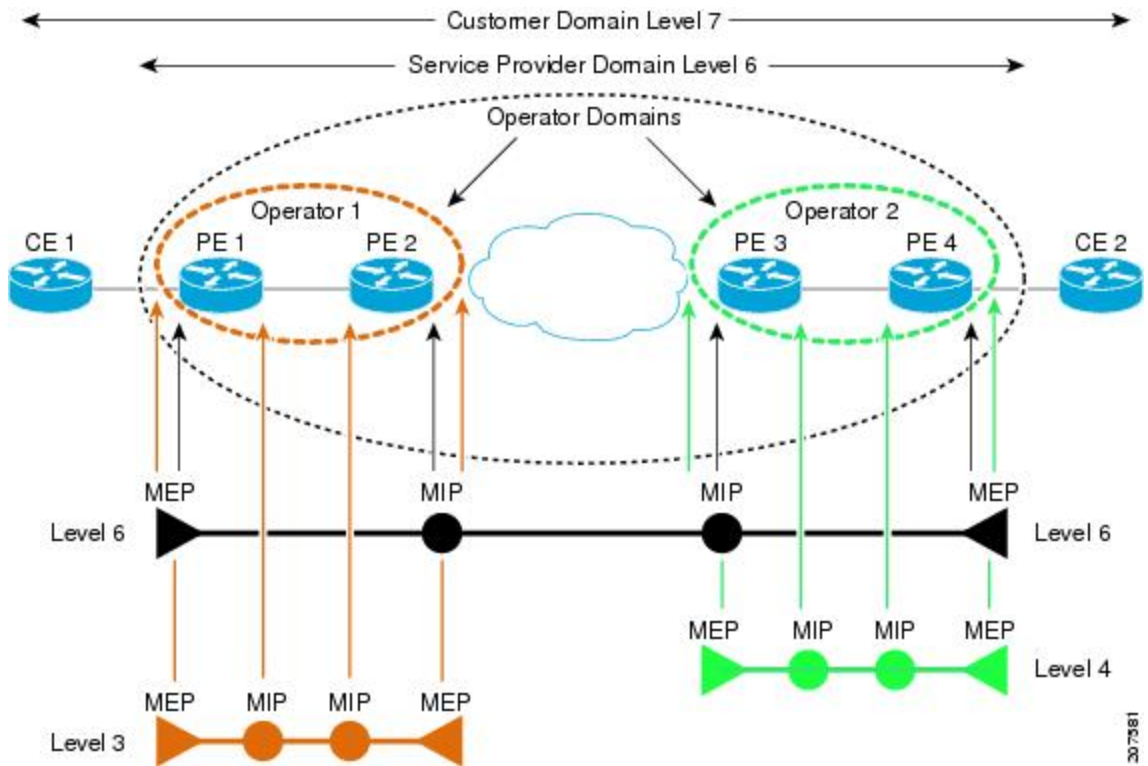 Customer Domain Level 7
Service Provider Domain Level 6
Operator Domains
Operator 1
Operator 2
CE 1
PE 1
PE 2
PE 3
PE 4
CE 2
MEP
MIP
MIP
MEP
Level 6
Level 6
MEP
MIP
MIP
MEP
Level 4
MEP
MIP
MIP
MEP
Level 3
207581